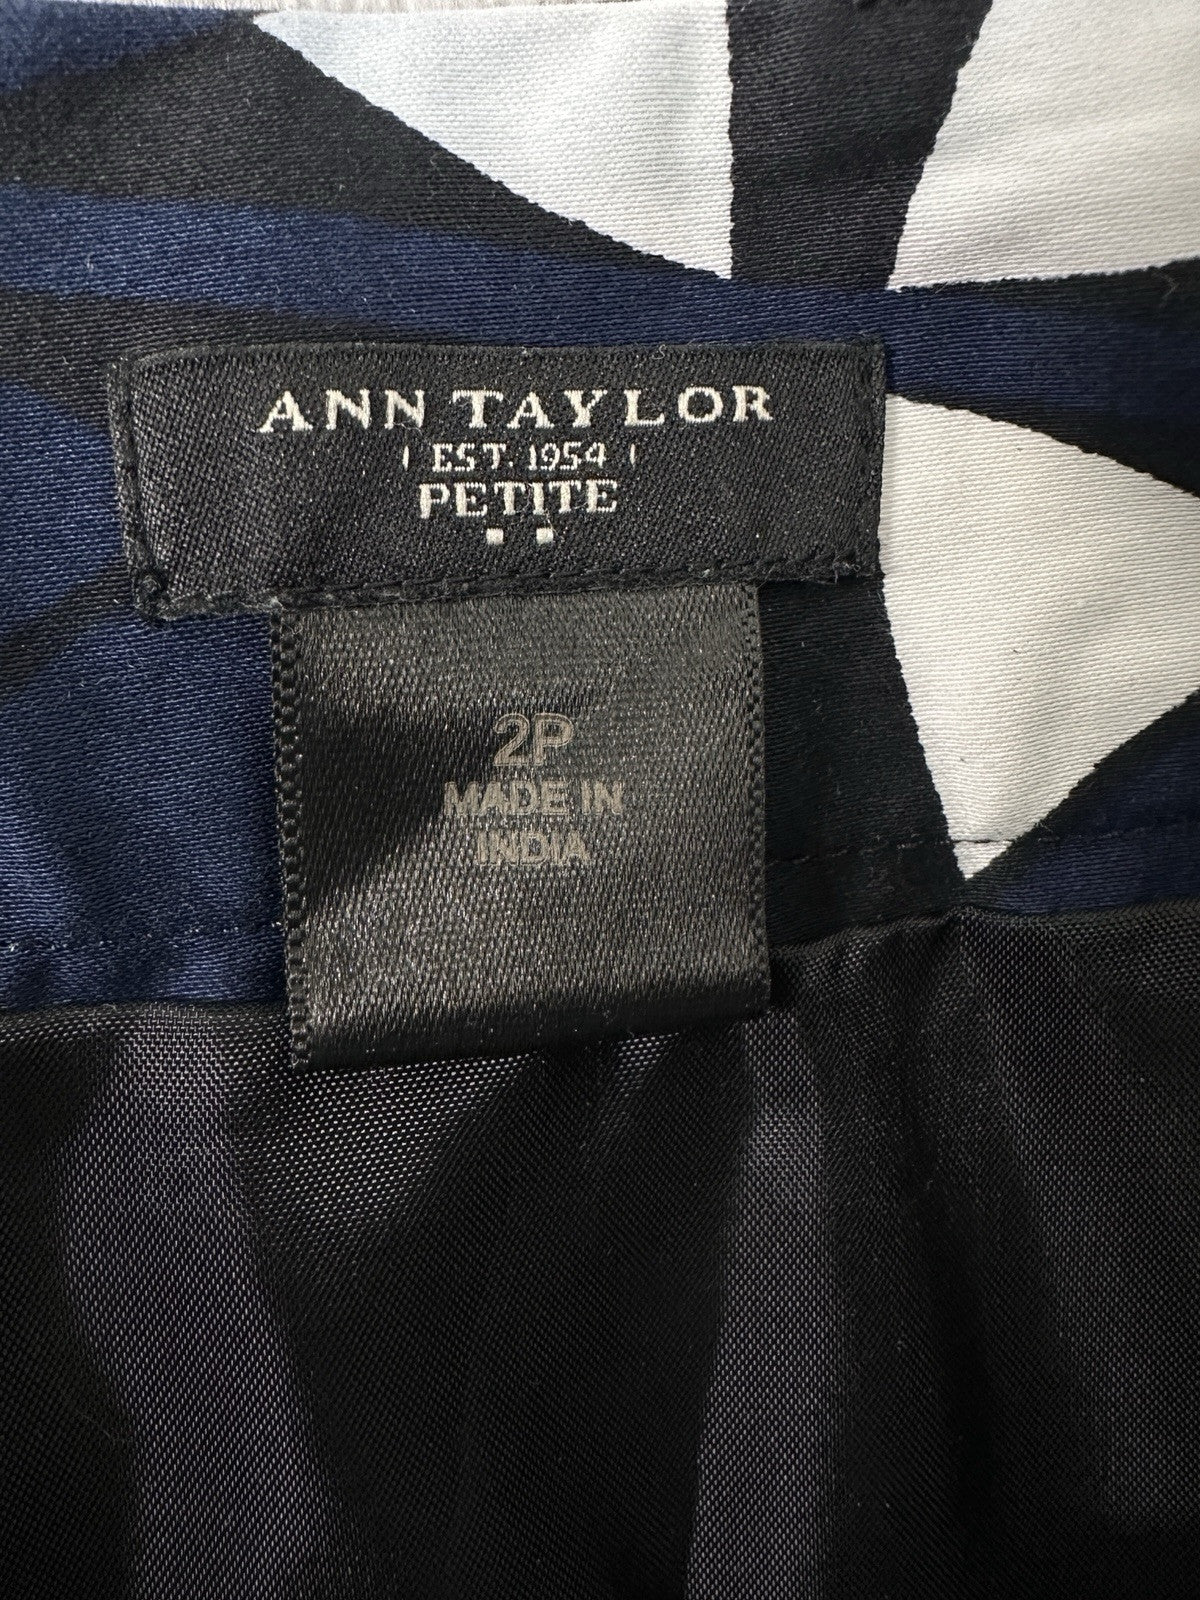 ANN TAYLOR
EST. 1954
PETITE
2P
MADE IN
INDIA